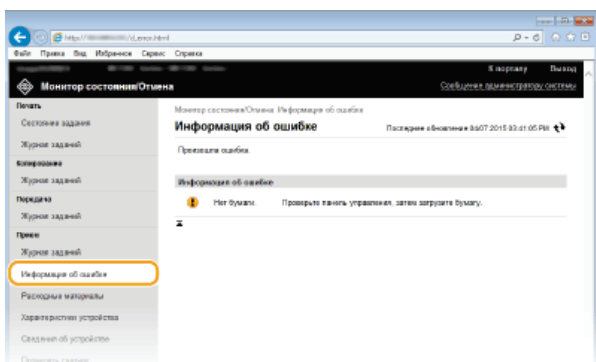 Файл Правка Вид Избранное Сервис Справка
К порталу Выход
Монитор состояния/Отмена
Сообщение администратору системы
Печать
Состояние задания
Журнал заданий
Копирование
Журнал заданий
Передача
Журнал заданий
Прием
Журнал заданий
Информация об ошибке
Расходные материалы
Характеристики устройства
Сведения об устройстве
Монитор состояния/Отмена: Информация об ошибке
Информация об ошибке
Последнее обновление
Произошла ошибка.
Информация об ошибке
Нет бумаги. Проверьте панель управления, затем загрузите бумагу.